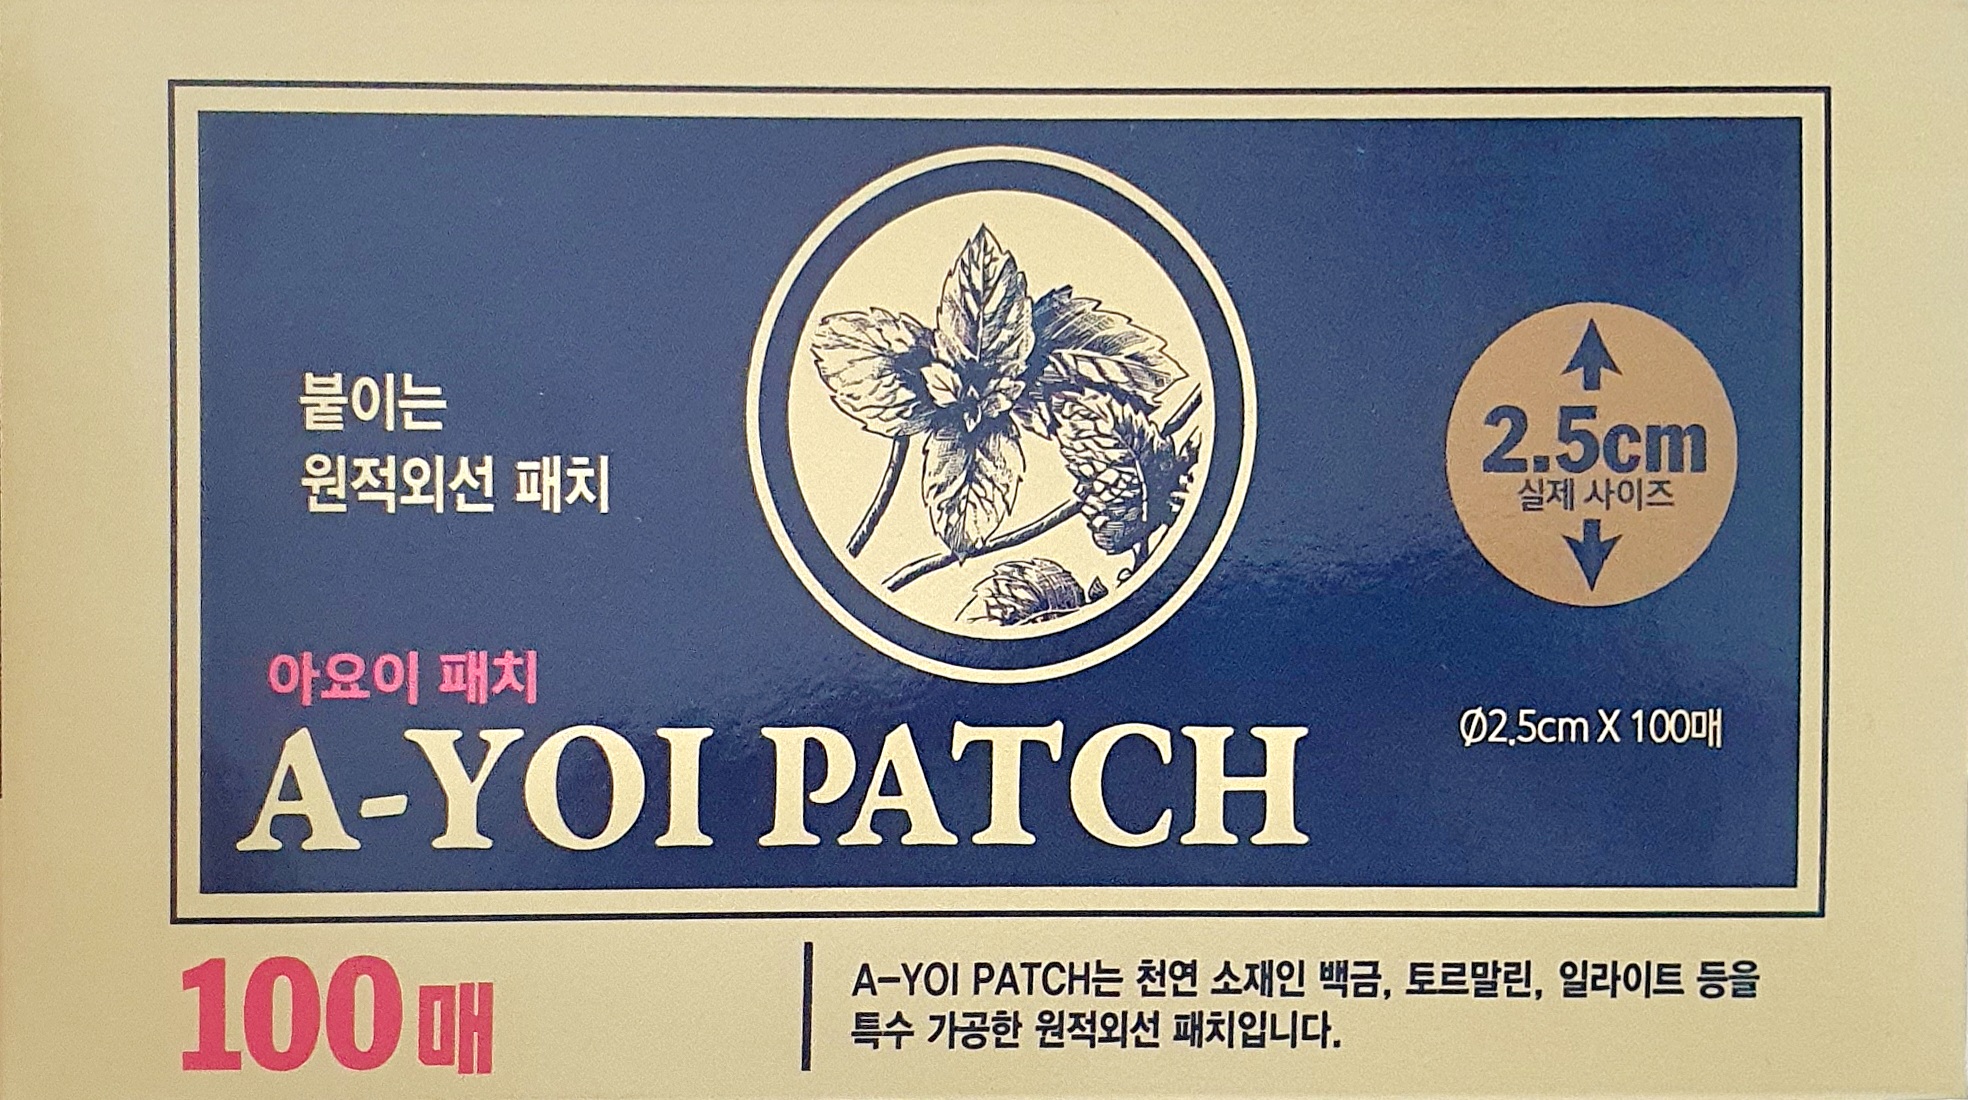 붙이는
원적외선 패치
2.5cm
실제 사이즈
아요이 패치
A-YOI PATCH
Ø2.5cm X 100매
100매
A-YOI PATCH는 천연 소재인 백금, 토르말린, 일라이트 등을
특수 가공한 원적외선 패치입니다.